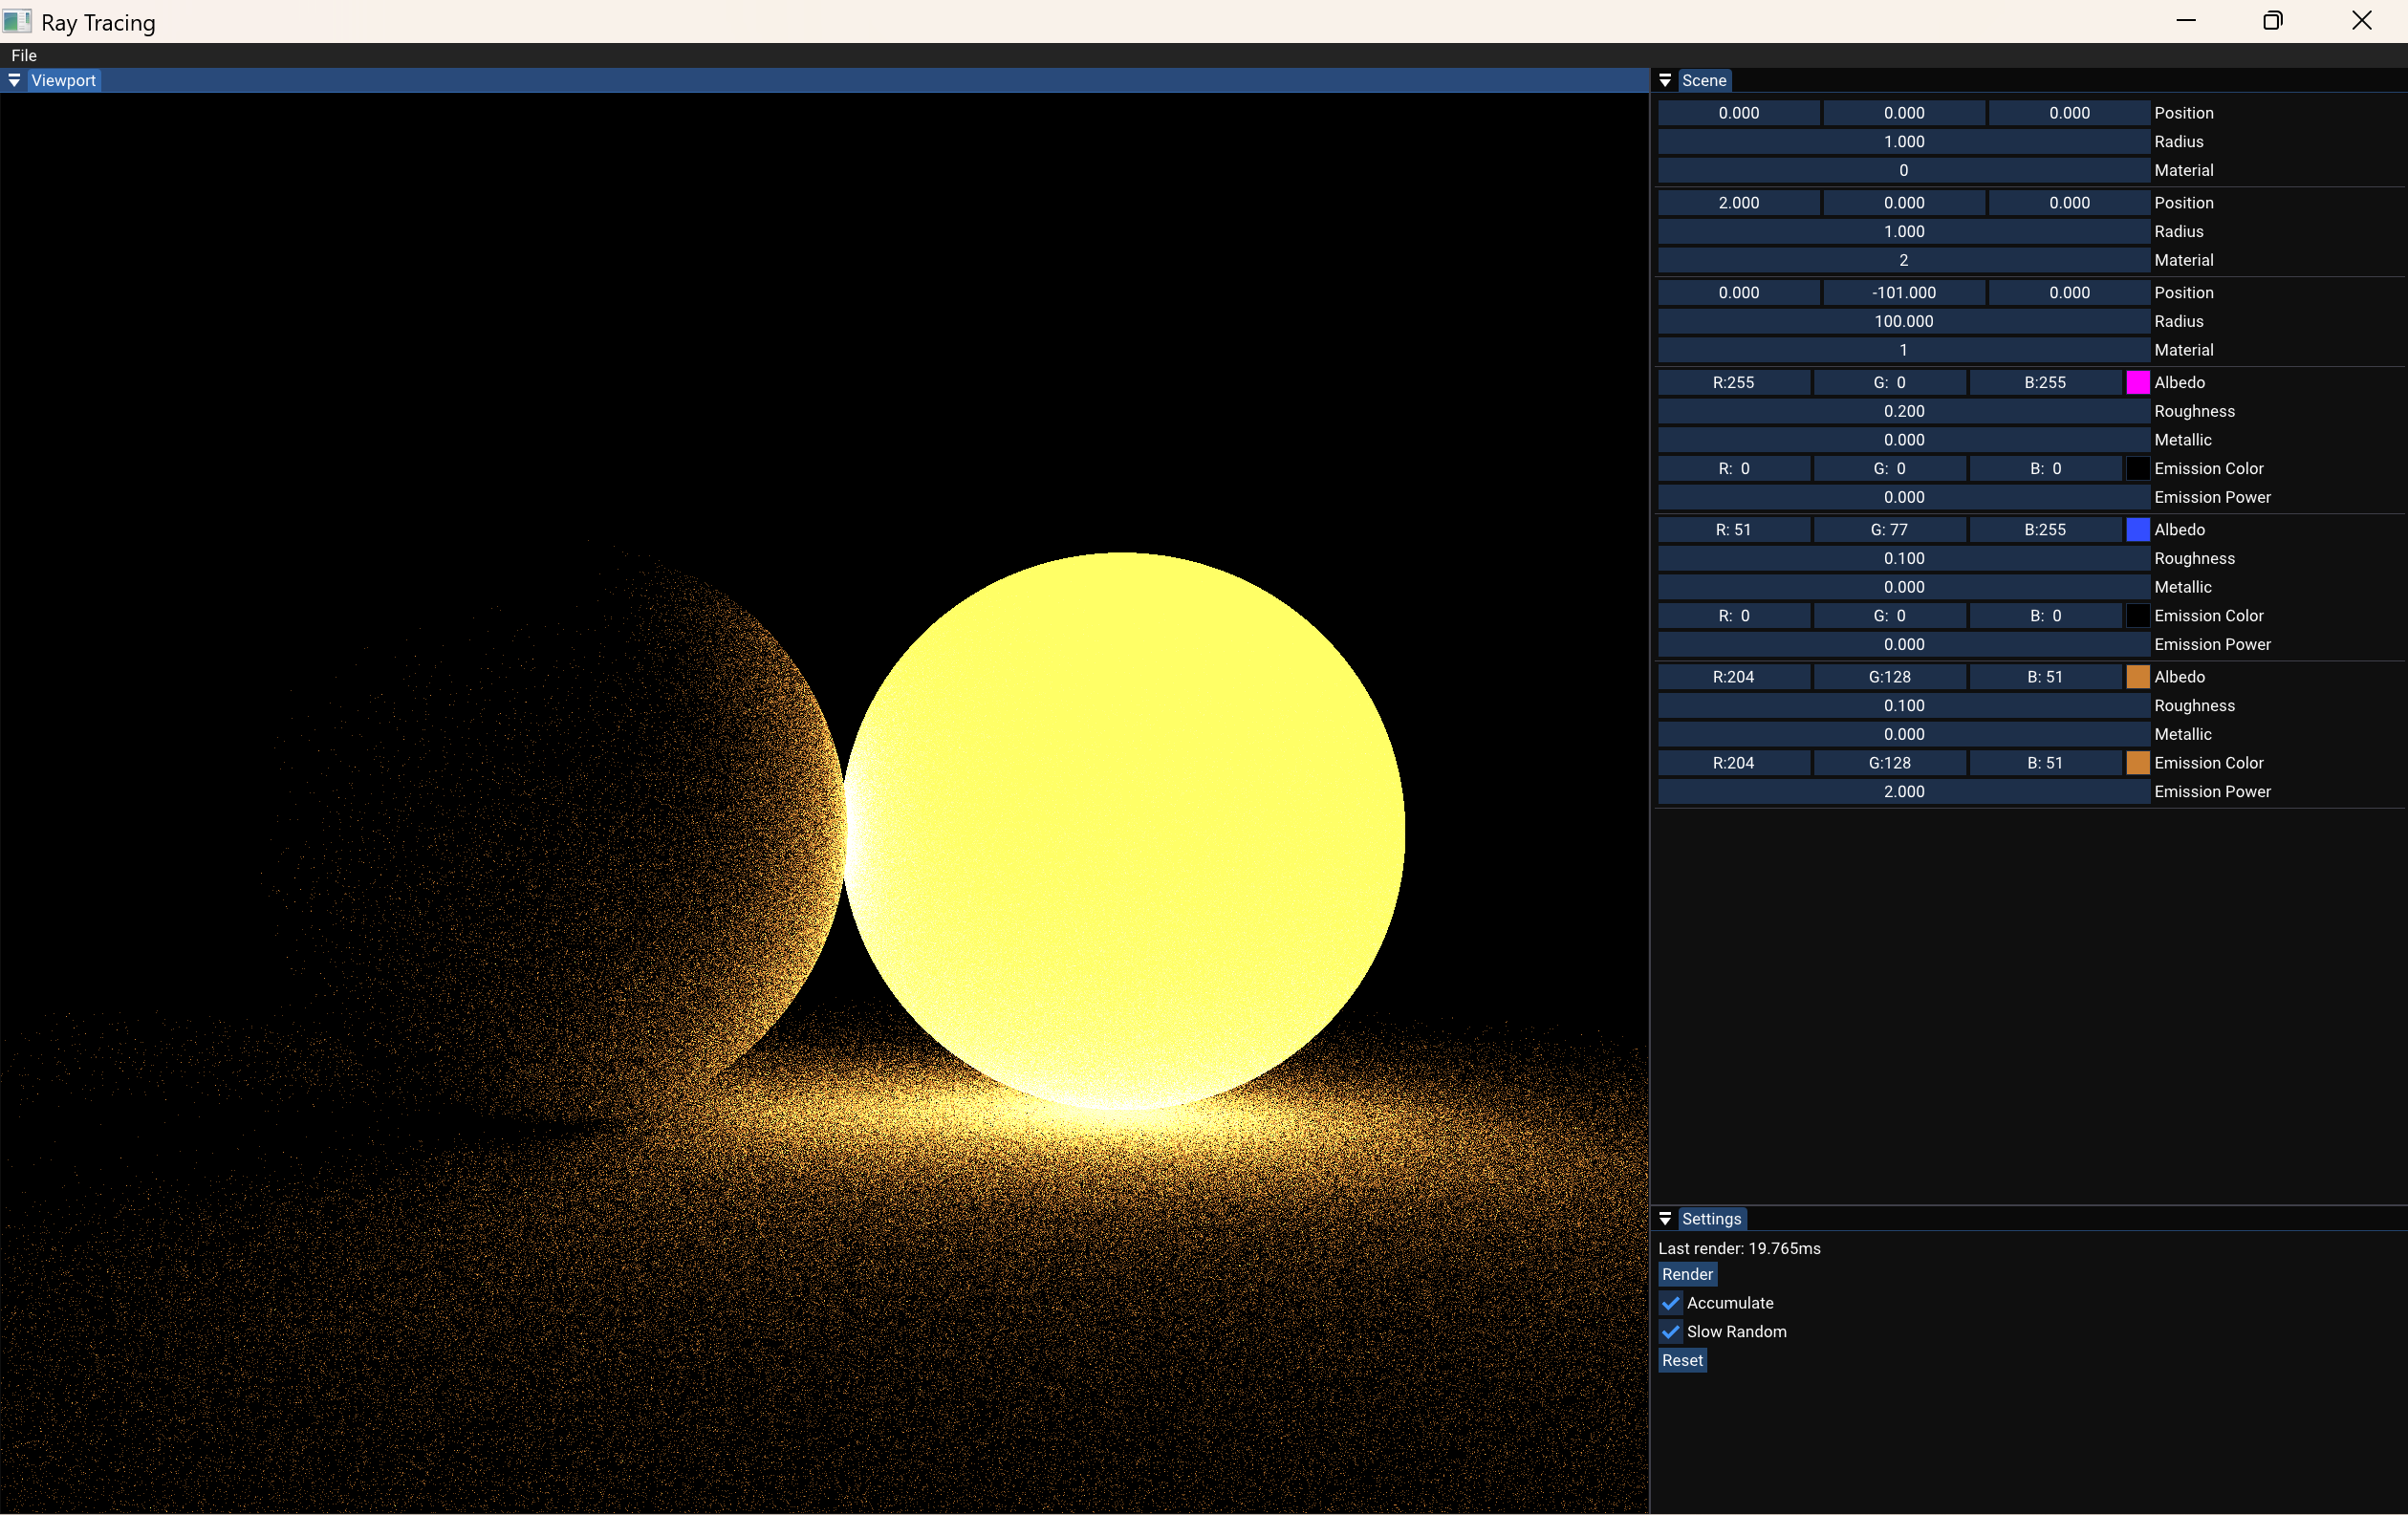 Ray Tracing
File
Viewport
Scene
0.000 0.000 0.000 Position
1.000 Radius
0 Material
2.000 0.000 0.000 Position
1.000 Radius
2 Material
0.000 -101.000 0.000 Position
100.000 Radius
1 Material
R:255 G: 0 B:255 Albedo
0.200 Roughness
0.000 Metallic
R: 0 G: 0 B: 0 Emission Color
0.000 Emission Power
R: 51 G: 77 B:255 Albedo
0.100 Roughness
0.000 Metallic
R: 0 G: 0 B: 0 Emission Color
0.000 Emission Power
R:204 G:128 B: 51 Albedo
0.100 Roughness
0.000 Metallic
R:204 G:128 B: 51 Emission Color
2.000 Emission Power
Settings
Last render: 19.765ms
Render
Accumulate
Slow Random
Reset